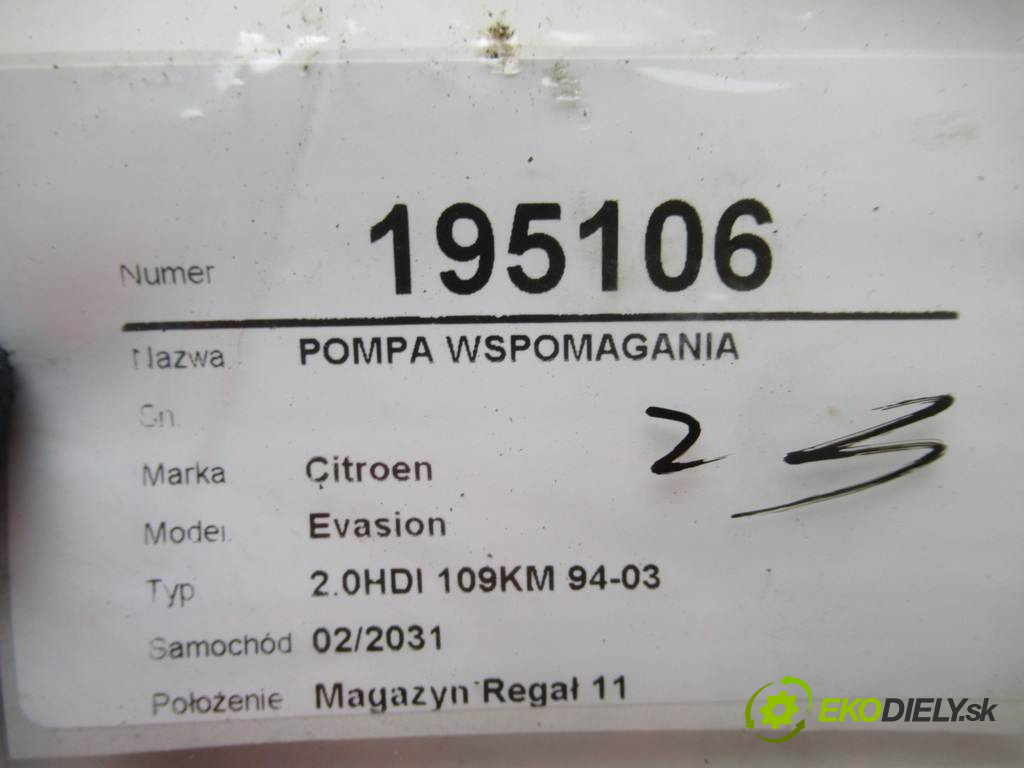 Numer 195106
Nazwa POMPA WSPOMAGANIA
Sn.
2 3
Marka Citroen
Model Evasion
Typ 2.0HDI 109KM 94-03
Samochód 02/2031
Położenie Magazyn Regał 11
EKODIELY.sk